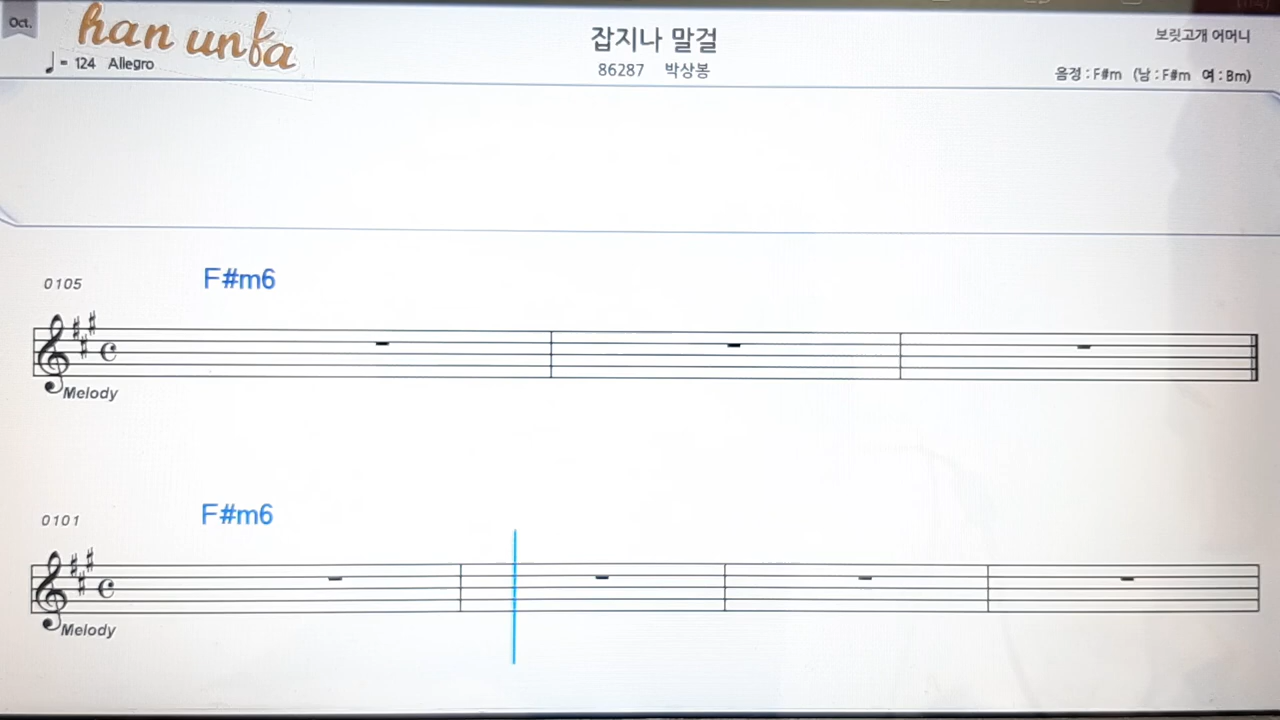 Oct.
han unfa
♩= 124 Allegro
잡지나 말걸
86287 박상봉
보릿고개 어머니
음정 : F#m (남 : F#m 여 : Bm)
0105
F#m6
Melody
0101
F#m6
Melody